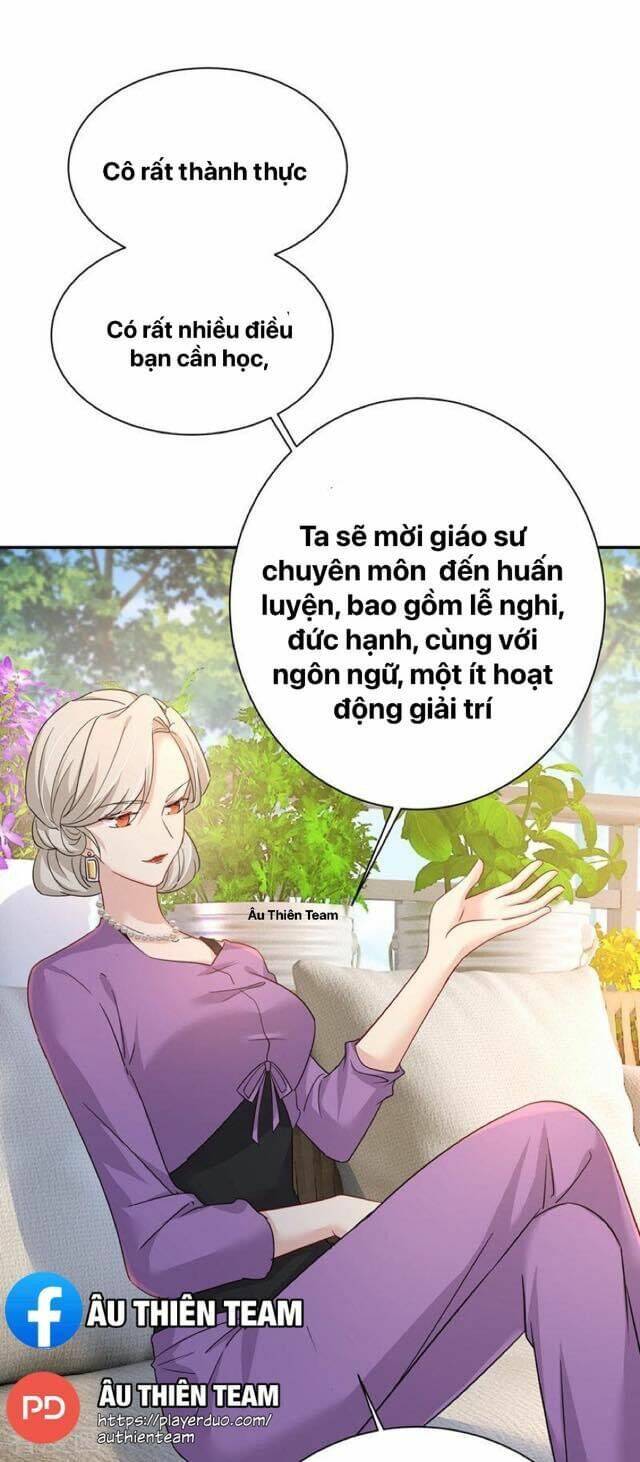 Cô rất thành thực
Có rất nhiều điều
bạn cần học,
Ta sẽ mời giáo sư
chuyên môn đến huấn
luyện, bao gồm lễ nghi,
đức hạnh, cùng với
ngôn ngữ, một ít hoạt
động giải trí
Âu Thiên Team
f ÂU THIÊN TEAM
PD ÂU THIÊN TEAM
https://playerduo.com/
authienteam